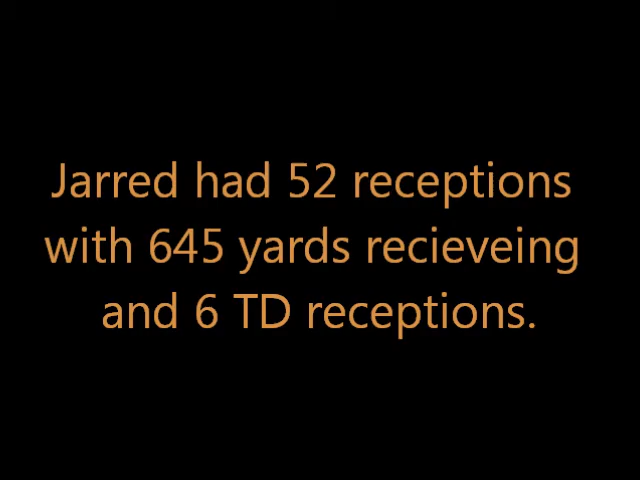 Jarred had 52 receptions
with 645 yards recieveing
and 6 TD receptions.